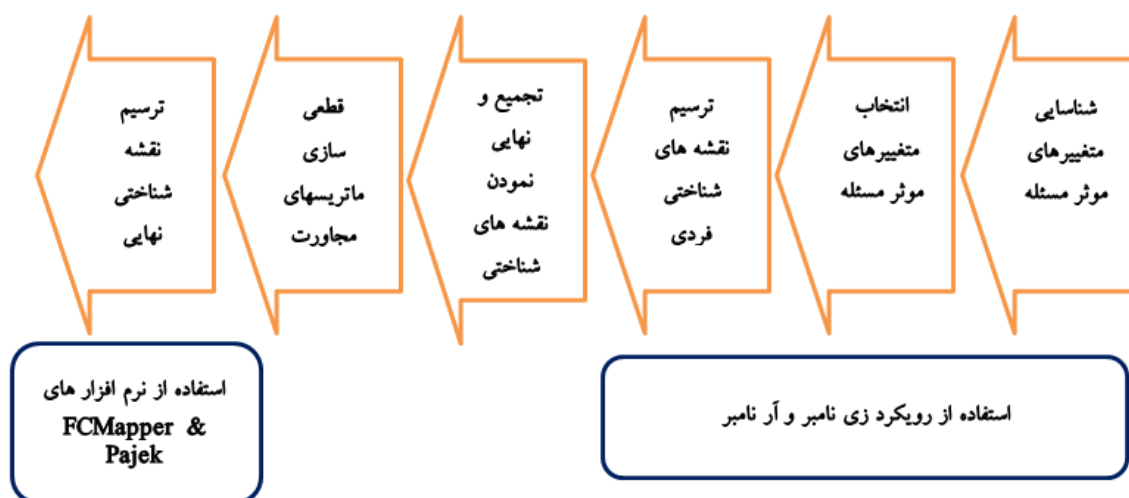 شناسایی
متغییرهای
موثر مسئله
انتخاب
متغییرهای
موثر مسئله
ترسیم
نقشه های
شناختی
فردی
تجمیع و
نهایی
نمودن
نقشه های
شناختی
قطعی
سازی
ماتریسهای
مجاورت
ترسیم
نقشه
شناختی
نهایی
استفاده از رویکرد زی نامبر و آر نامبر
استفاده از نرم افزار های
FCMapper &
Pajek